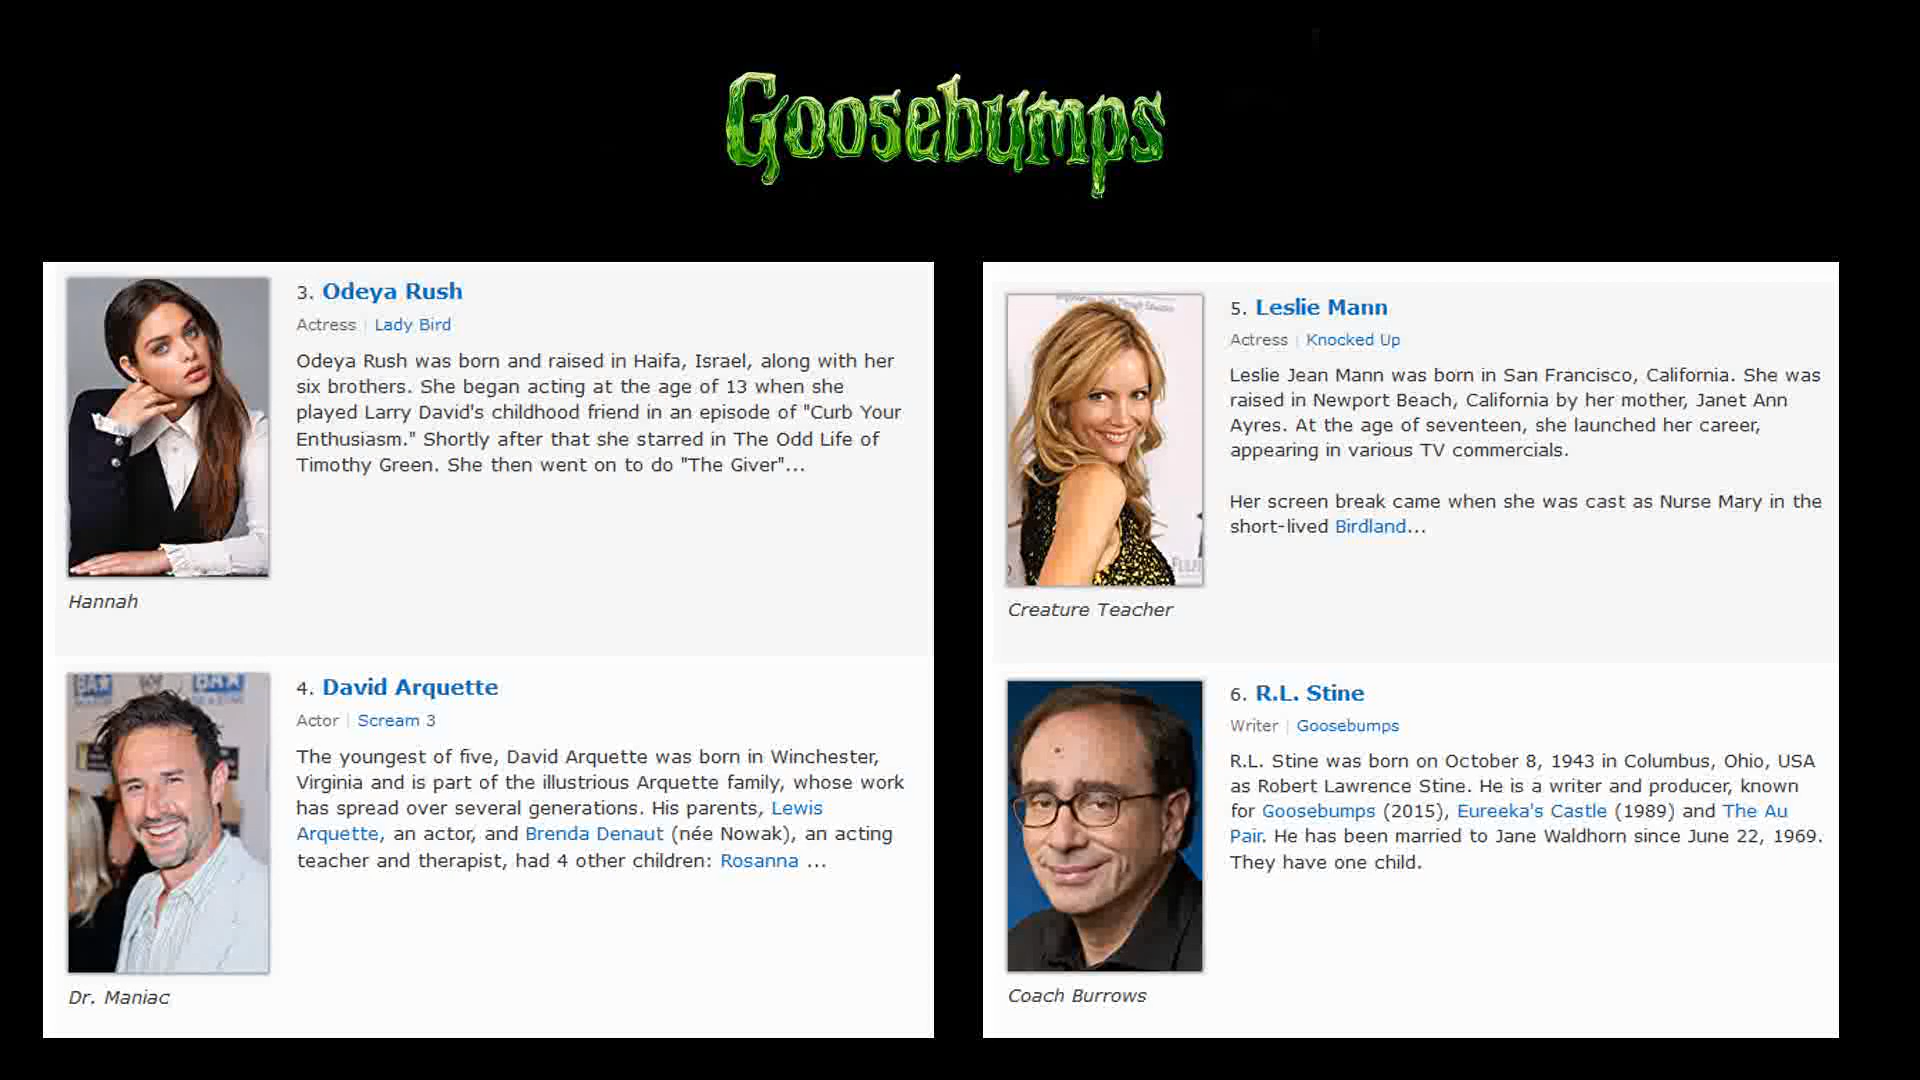 Goosebumps
3. Odeya Rush
Actress | Lady Bird
Odeya Rush was born and raised in Haifa, Israel, along with her
six brothers. She began acting at the age of 13 when she
played Larry David's childhood friend in an episode of "Curb Your
Enthusiasm." Shortly after that she starred in The Odd Life of
Timothy Green. She then went on to do "The Giver"...
Hannah
4. David Arquette
Actor | Scream 3
The youngest of five, David Arquette was born in Winchester,
Virginia and is part of the illustrious Arquette family, whose work
has spread over several generations. His parents, Lewis
Arquette, an actor, and Brenda Denaut (née Nowak), an acting
teacher and therapist, had 4 other children: Rosanna ...
Dr. Maniac
5. Leslie Mann
Actress | Knocked Up
Leslie Jean Mann was born in San Francisco, California. She was
raised in Newport Beach, California by her mother, Janet Ann
Ayres. At the age of seventeen, she launched her career,
appearing in various TV commercials.
Her screen break came when she was cast as Nurse Mary in the
short-lived Birdland...
Creature Teacher
6. R.L. Stine
Writer | Goosebumps
R.L. Stine was born on October 8, 1943 in Columbus, Ohio, USA
as Robert Lawrence Stine. He is a writer and producer, known
for Goosebumps (2015), Eureeka's Castle (1989) and The Au
Pair. He has been married to Jane Waldhorn since June 22, 1969.
They have one child.
Coach Burrows